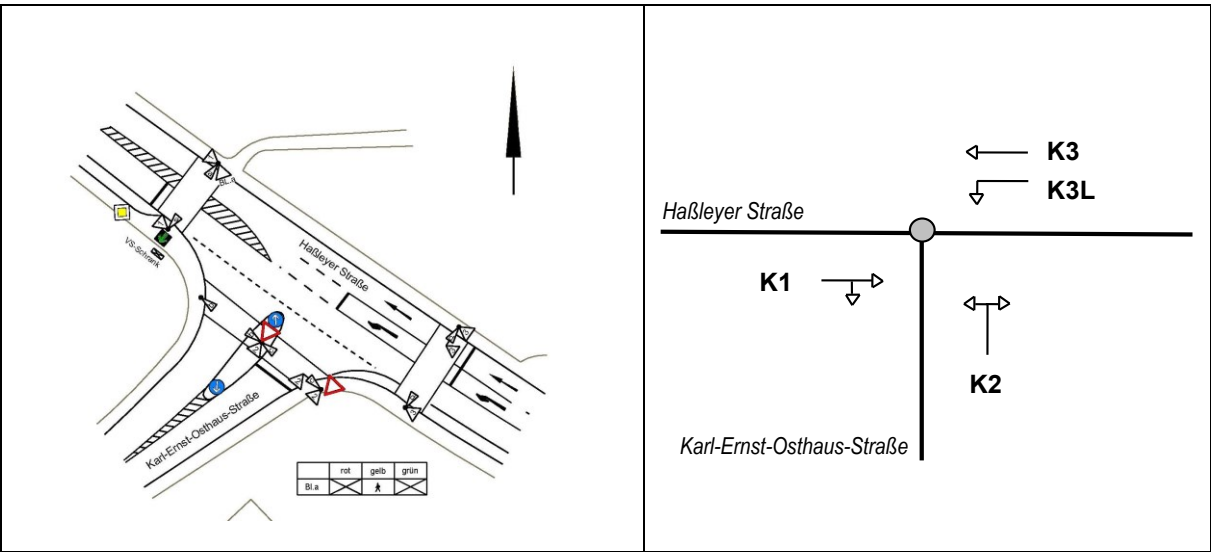 Bl.a
VS-Schrank
Haßleyer Straße
Karl-Ernst-Osthaus-Straße
rot gelb grün
Bl.a
K3
K3L
Haßleyer Straße
K1
K2
Karl-Ernst-Osthaus-Straße